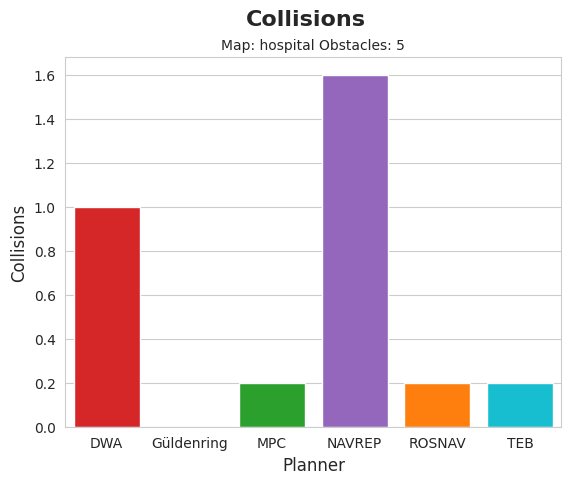 Collisions
Map: hospital Obstacles: 5
1.6
1.4
1.2
1.0
0.8
0.6
0.4
0.2
0.0
Collisions
DWA Güldenring MPC NAVREP ROSNAV TEB
Planner